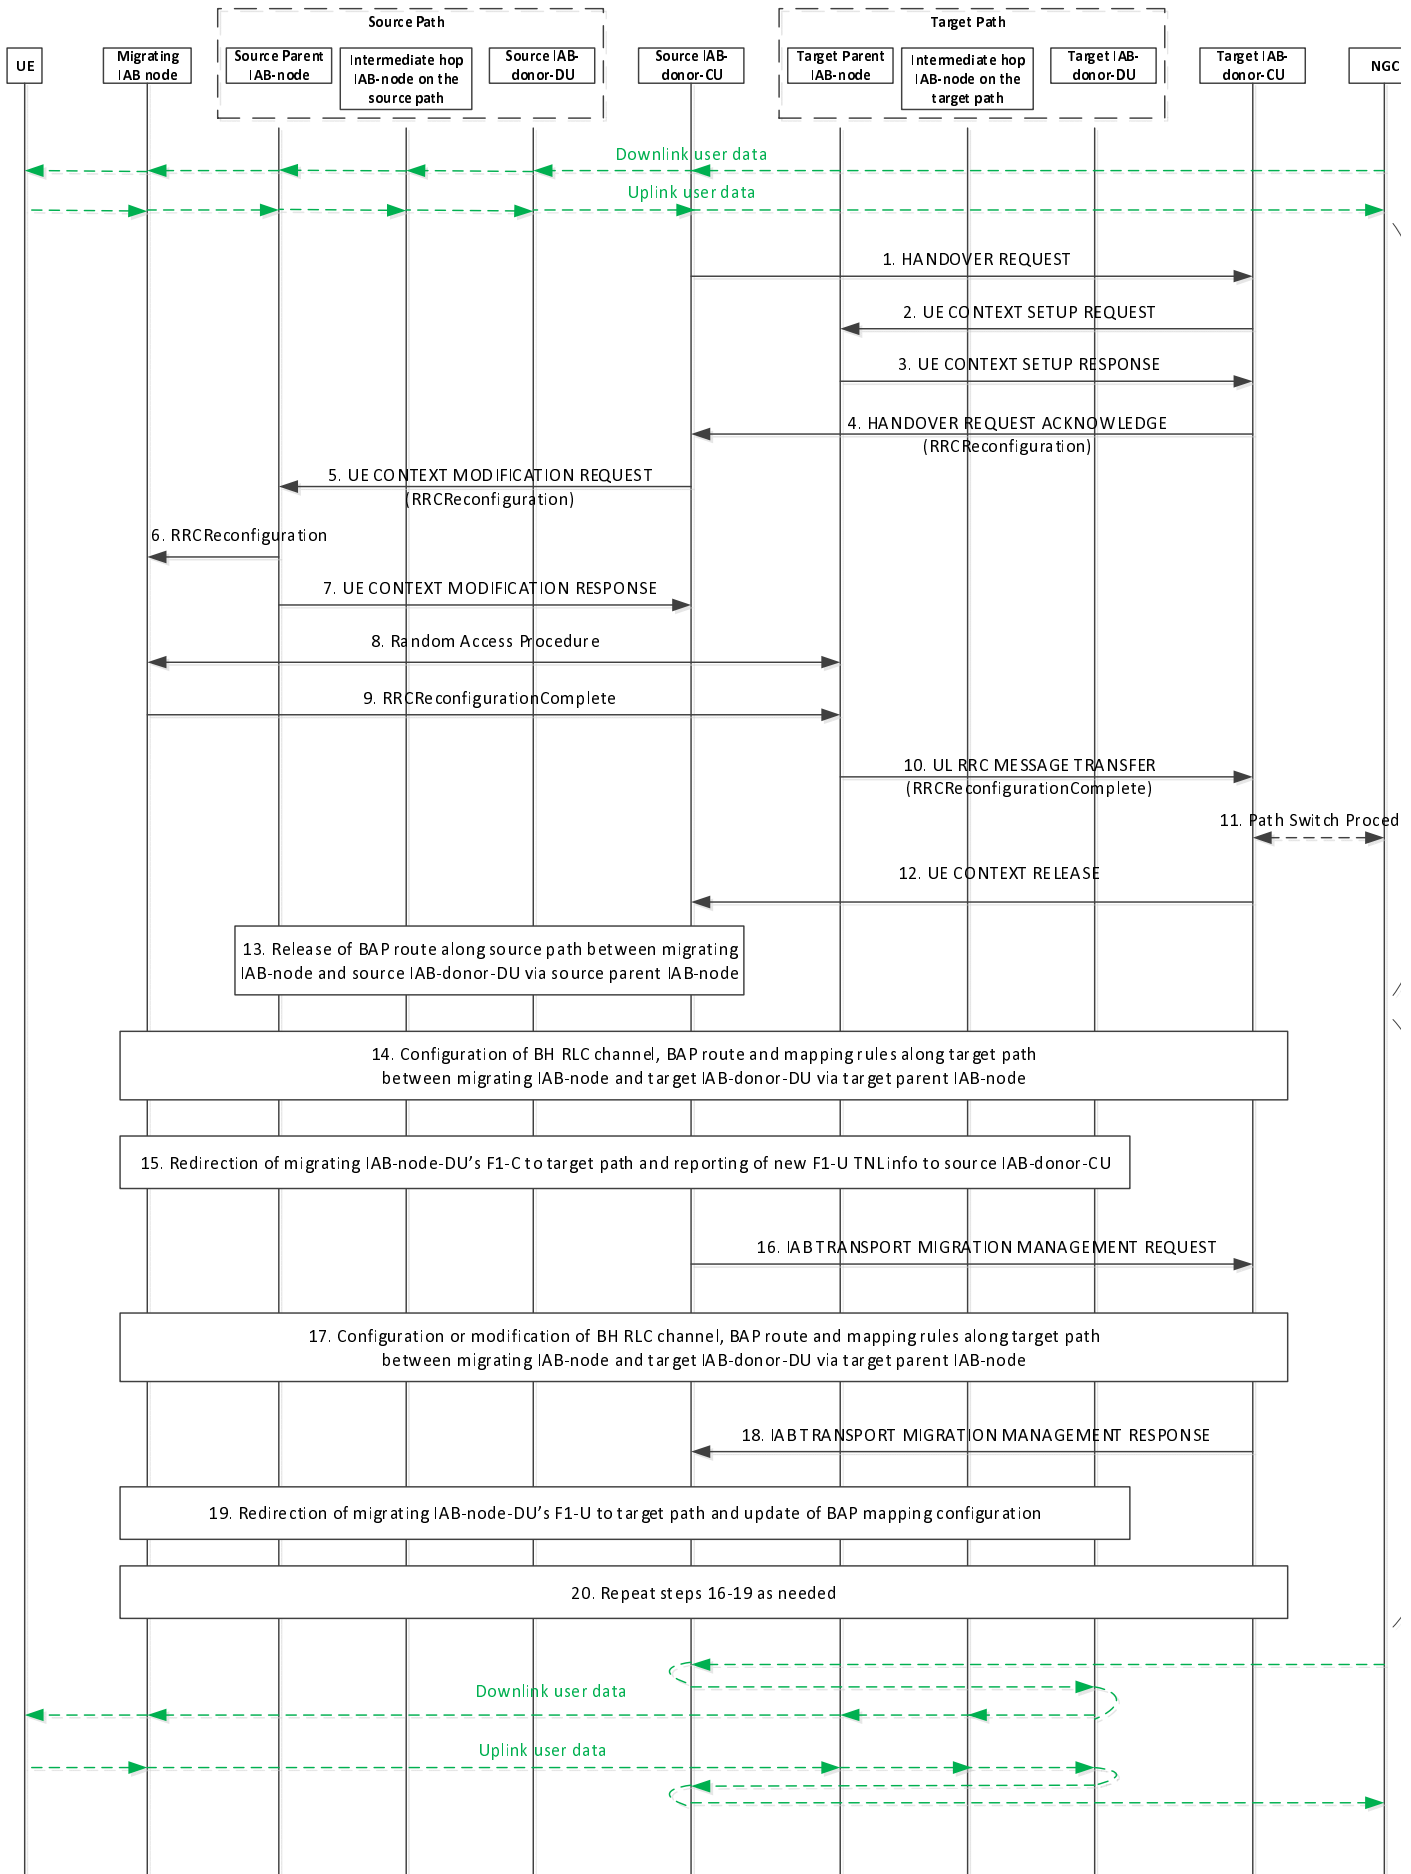 Source Path
Target Path
UE
Migrating
IAB node
Source Parent
IAB-node
Intermediate hop
IAB-node on the
source path
Source IAB-
donor-DU
Source IAB-
donor-CU
Target Parent
IAB-node
Intermediate hop
IAB-node on the
target path
Target IAB-
donor-DU
Target IAB-
donor-CU
NGC
Downlink user data
Uplink user data
1. HANDOVER REQUEST
2. UE CONTEXT SETUP REQUEST
3. UE CONTEXT SETUP RESPONSE
4. HANDOVER REQUEST ACKNOWLEDGE
(RRCReconfiguration)
5. UE CONTEXT MODIFICATION REQUEST
(RRCReconfiguration)
6. RRCReconfiguration
7. UE CONTEXT MODIFICATION RESPONSE
8. Random Access Procedure
9. RRCReconfigurationComplete
10. UL RRC MESSAGE TRANSFER
(RRCReconfigurationComplete)
11. Path Switch Proced
12. UE CONTEXT RELEASE
13. Release of BAP route along source path between migrating
IAB-node and source IAB-donor-DU via source parent IAB-node
14. Configuration of BH RLC channel, BAP route and mapping rules along target path
between migrating IAB-node and target IAB-donor-DU via target parent IAB-node
15. Redirection of migrating IAB-node-DU’s F1-C to target path and reporting of new F1-U TNL info to source IAB-donor-CU
16. IAB TRANSPORT MIGRATION MANAGEMENT REQUEST
17. Configuration or modification of BH RLC channel, BAP route and mapping rules along target path
between migrating IAB-node and target IAB-donor-DU via target parent IAB-node
18. IAB TRANSPORT MIGRATION MANAGEMENT RESPONSE
19. Redirection of migrating IAB-node-DU’s F1-U to target path and update of BAP mapping configuration
20. Repeat steps 16-19 as needed
Downlink user data
Uplink user data